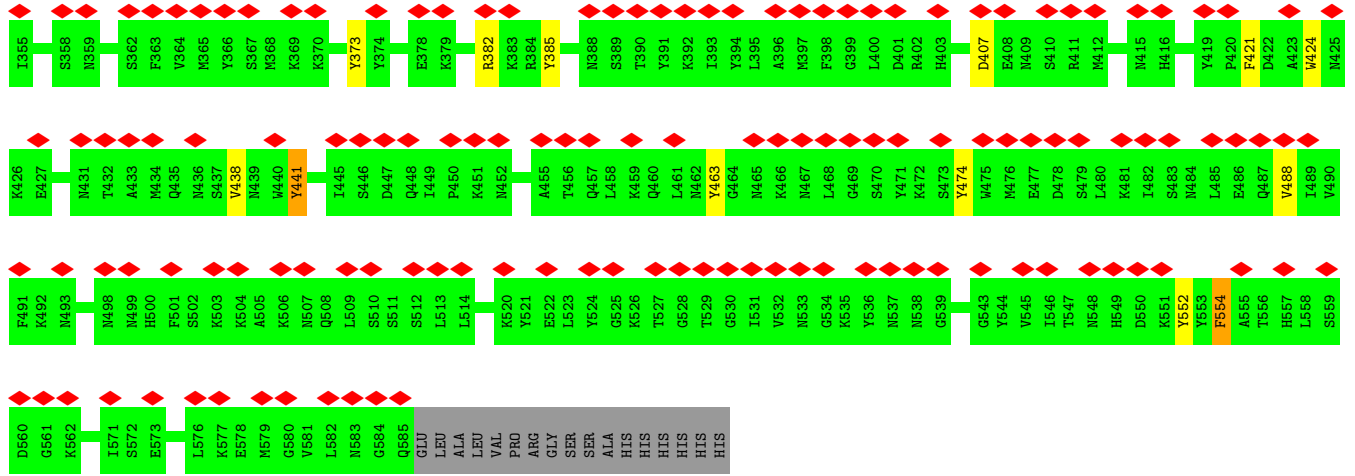 I355 S358 N359 S362 F363 V364 M365 Y366 S367 M368 K369 K370 Y373 Y374 E378 K379 R382 K383 R384 Y385 N388 S389 T390 Y391 K392 I393 Y394 L395 A396 M397 F398 G399 L400 D401 R402 H403 D407 E408 N409 S410 R411 M412 N415 H416 Y419 P420 F421 D422 A423 W424 N425
K426 E427 N431 T432 A433 M434 Q435 N436 S437 V438 N439 W440 Y441 I445 S446 D447 Q448 I449 P450 K451 N452 A455 T456 Q457 L458 K459 Q460 L461 N462 Y463 G464 N465 K466 N467 L468 G469 S470 Y471 K472 S473 Y474 W475 M476 E477 D478 S479 L480 K481 I482 S483 N484 L485 E486 Q487 V488 I489 V490
F491 K492 N493 N498 N499 H500 F501 S502 K503 K504 A505 K506 N507 Q508 L509 S510 S511 S512 L513 L514 K520 Y521 E522 L523 Y524 G525 K526 T527 G528 T529 G530 I531 V532 N533 G534 K535 Y536 N537 N538 G539 G543 Y544 V545 I546 T547 N548 H549 D550 K551 Y552 Y553 F554 A555 T556 H557 L558 S559
D560 G561 K562 I571 S572 E573 L576 K577 E578 M579 G580 V581 L582 N583 G584 Q585 GLU LEU ALA LEU VAL PRO ARG GLY SER SER ALA HIS HIS HIS HIS HIS HIS